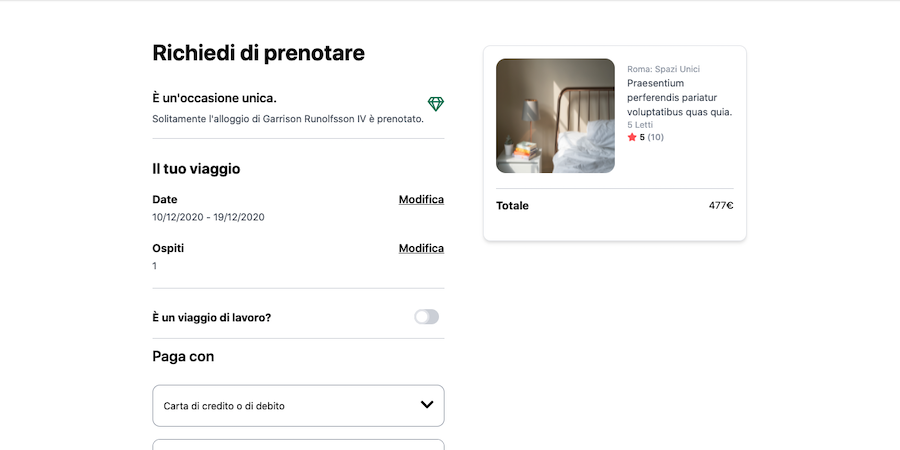 Richiedi di prenotare
È un'occasione unica.
Solitamente l'alloggio di Garrison Runolfsson IV è prenotato.
Il tuo viaggio
Date
Modifica
10/12/2020 - 19/12/2020
Ospiti
Modifica
1
È un viaggio di lavoro?
Paga con
Carta di credito o di debito
Roma: Spazi Unici
Praesentium
perferendis pariatur
voluptatibus quas quia.
5 Letti
5 (10)
Totale
477€